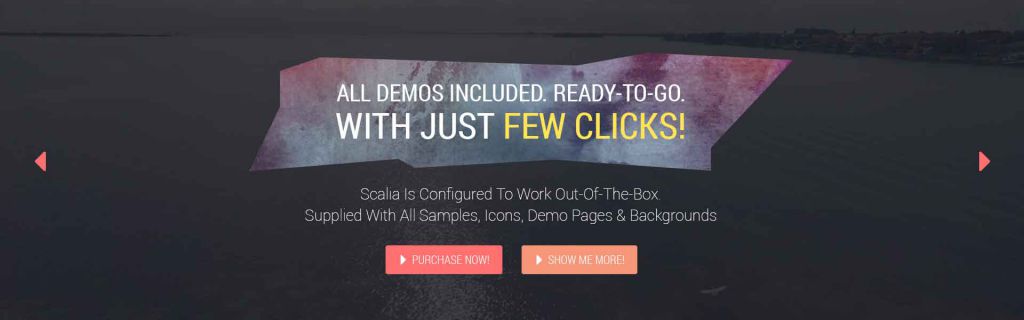 ALL DEMOS INCLUDED. READY-TO-GO.
WITH JUST FEW CLICKS!
Scalia Is Configured To Work Out-Of-The-Box.
Supplied With All Samples, Icons, Demo Pages & Backgrounds
PURCHASE NOW!
SHOW ME MORE!